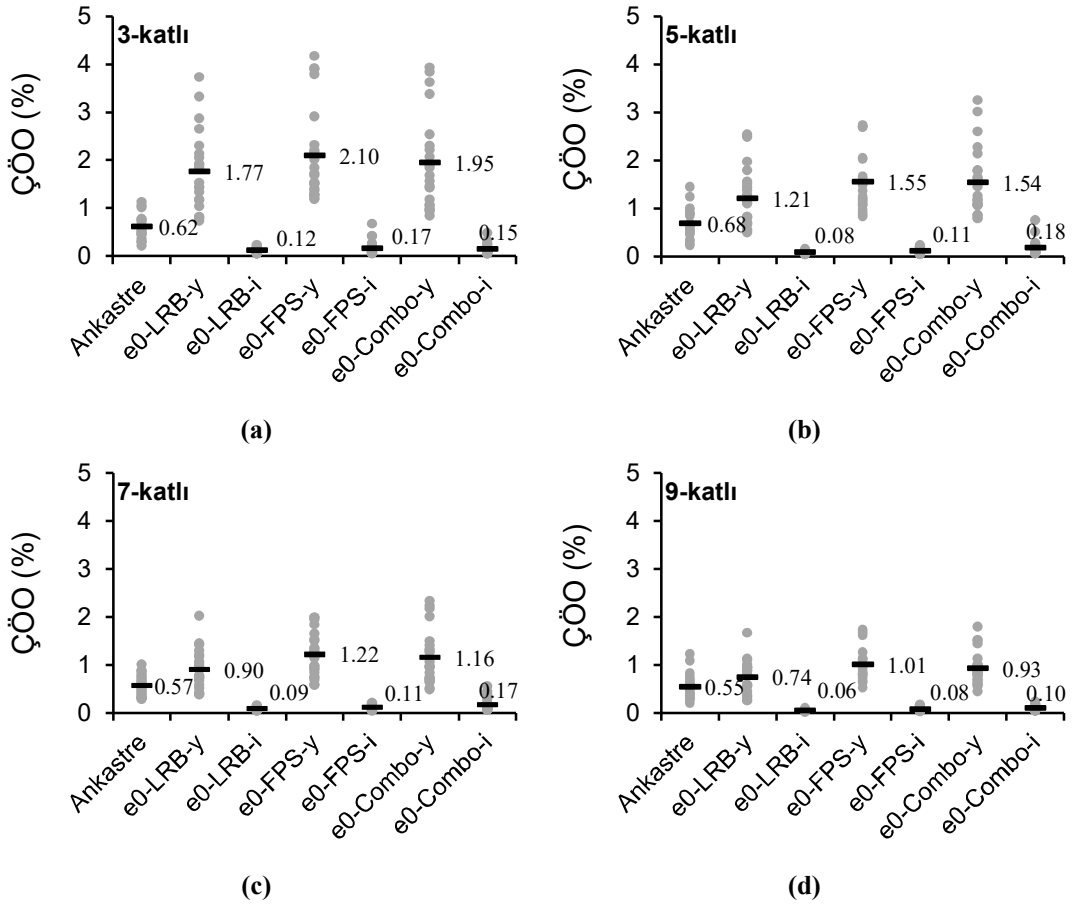 3-katlı
ÇÖO (%)
5
4
3
2
1
0
0.62
1.77
0.12
2.10
0.17
1.95
0.15
Ankastre
e0-LRB-y
e0-LRB-i
e0-FPS-y
e0-FPS-i
e0-Combo-y
e0-Combo-i
(a)
5-katlı
ÇÖO (%)
5
4
3
2
1
0
0.68
1.21
0.08
1.55
0.11
1.54
0.18
Ankastre
e0-LRB-y
e0-LRB-i
e0-FPS-y
e0-FPS-i
e0-Combo-y
e0-Combo-i
(b)
7-katlı
ÇÖO (%)
5
4
3
2
1
0
0.57
0.90
0.09
1.22
0.11
1.16
0.17
Ankastre
e0-LRB-y
e0-LRB-i
e0-FPS-y
e0-FPS-i
e0-Combo-y
e0-Combo-i
(c)
9-katlı
ÇÖO (%)
5
4
3
2
1
0
0.55
0.74
0.06
1.01
0.08
0.93
0.10
Ankastre
e0-LRB-y
e0-LRB-i
e0-FPS-y
e0-FPS-i
e0-Combo-y
e0-Combo-i
(d)